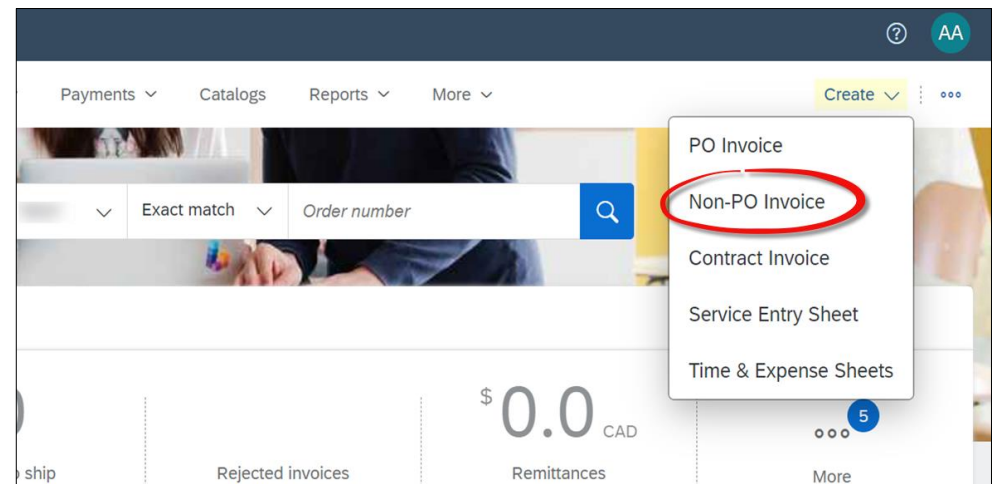 ?
AA
Payments
Catalogs
Reports
More
Create
PO Invoice
Exact match
Order number
Non-PO Invoice
Contract Invoice
Service Entry Sheet
Time & Expense Sheets
$ 0.0 CAD
5
ship
Rejected invoices
Remittances
More